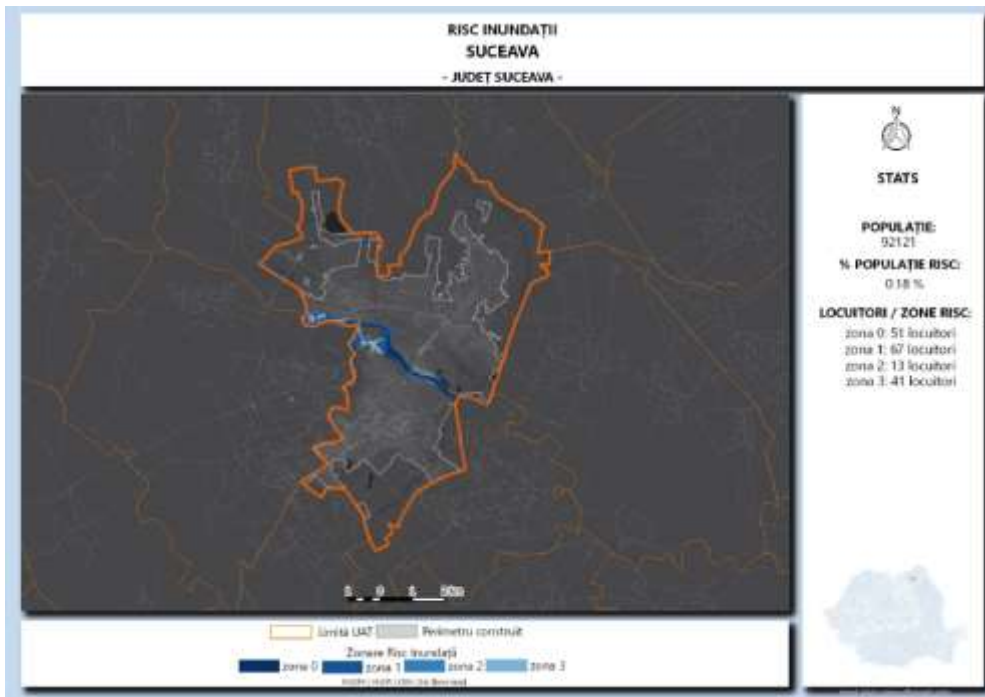 RISC INUNDAȚII
SUCEAVA
- JUDEȚ SUCEAVA -
N
STATS
POPULAȚIE:
92121
% POPULAȚIE RISC:
0.18 %
LOCUITORI / ZONE RISC:
zona 0: 51 locuitori
zona 1: 67 locuitori
zona 2: 13 locuitori
zona 3: 41 locuitori
Limită UAT Perimetru construit
Zonare Risc Inundații
zona 0 zona 1 zona 2 zona 3